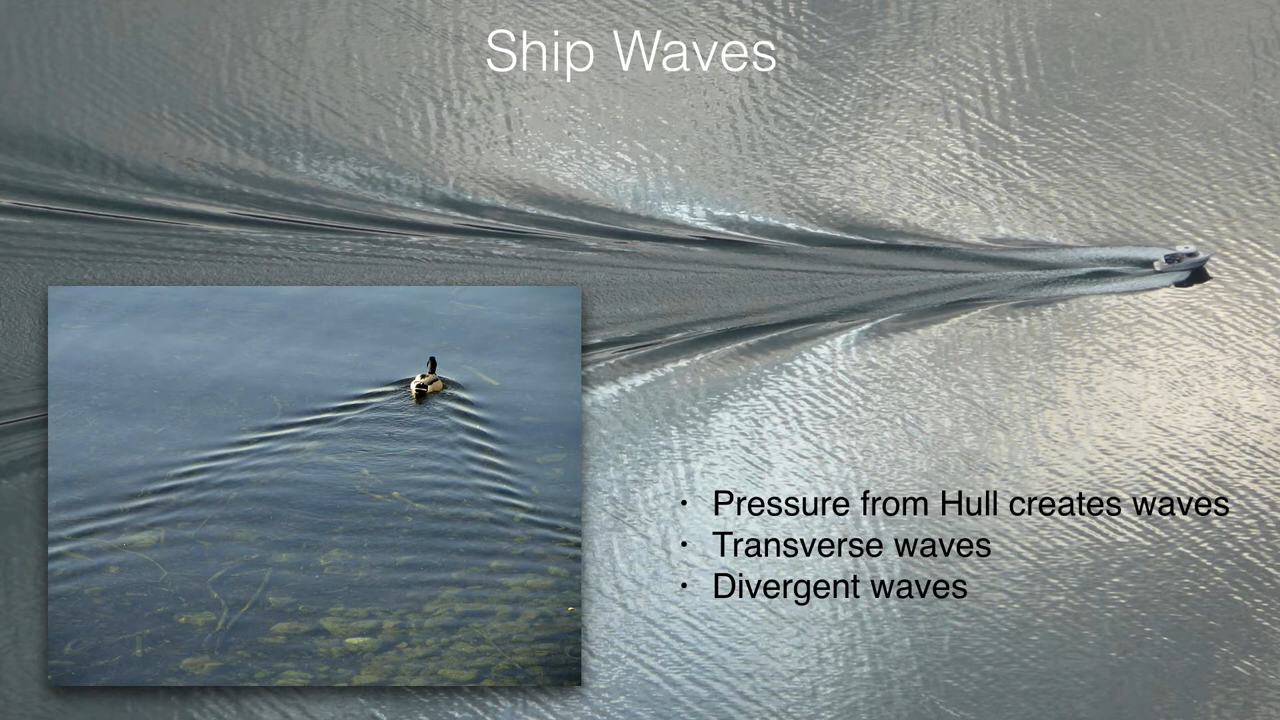 Ship Waves
• Pressure from Hull creates waves
• Transverse waves
• Divergent waves